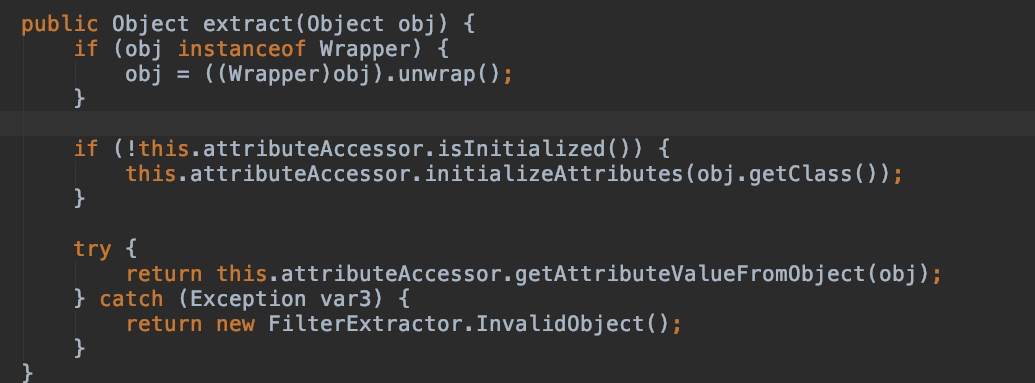 public Object extract(Object obj) {
if (obj instanceof Wrapper) {
obj = ((Wrapper)obj).unwrap();
}
if (!this.attributeAccessor.isInitialized()) {
this.attributeAccessor.initializeAttributes(obj.getClass());
}
try {
return this.attributeAccessor.getAttributeValueFromObject(obj);
} catch (Exception var3) {
return new FilterExtractor.InvalidObject();
}
}